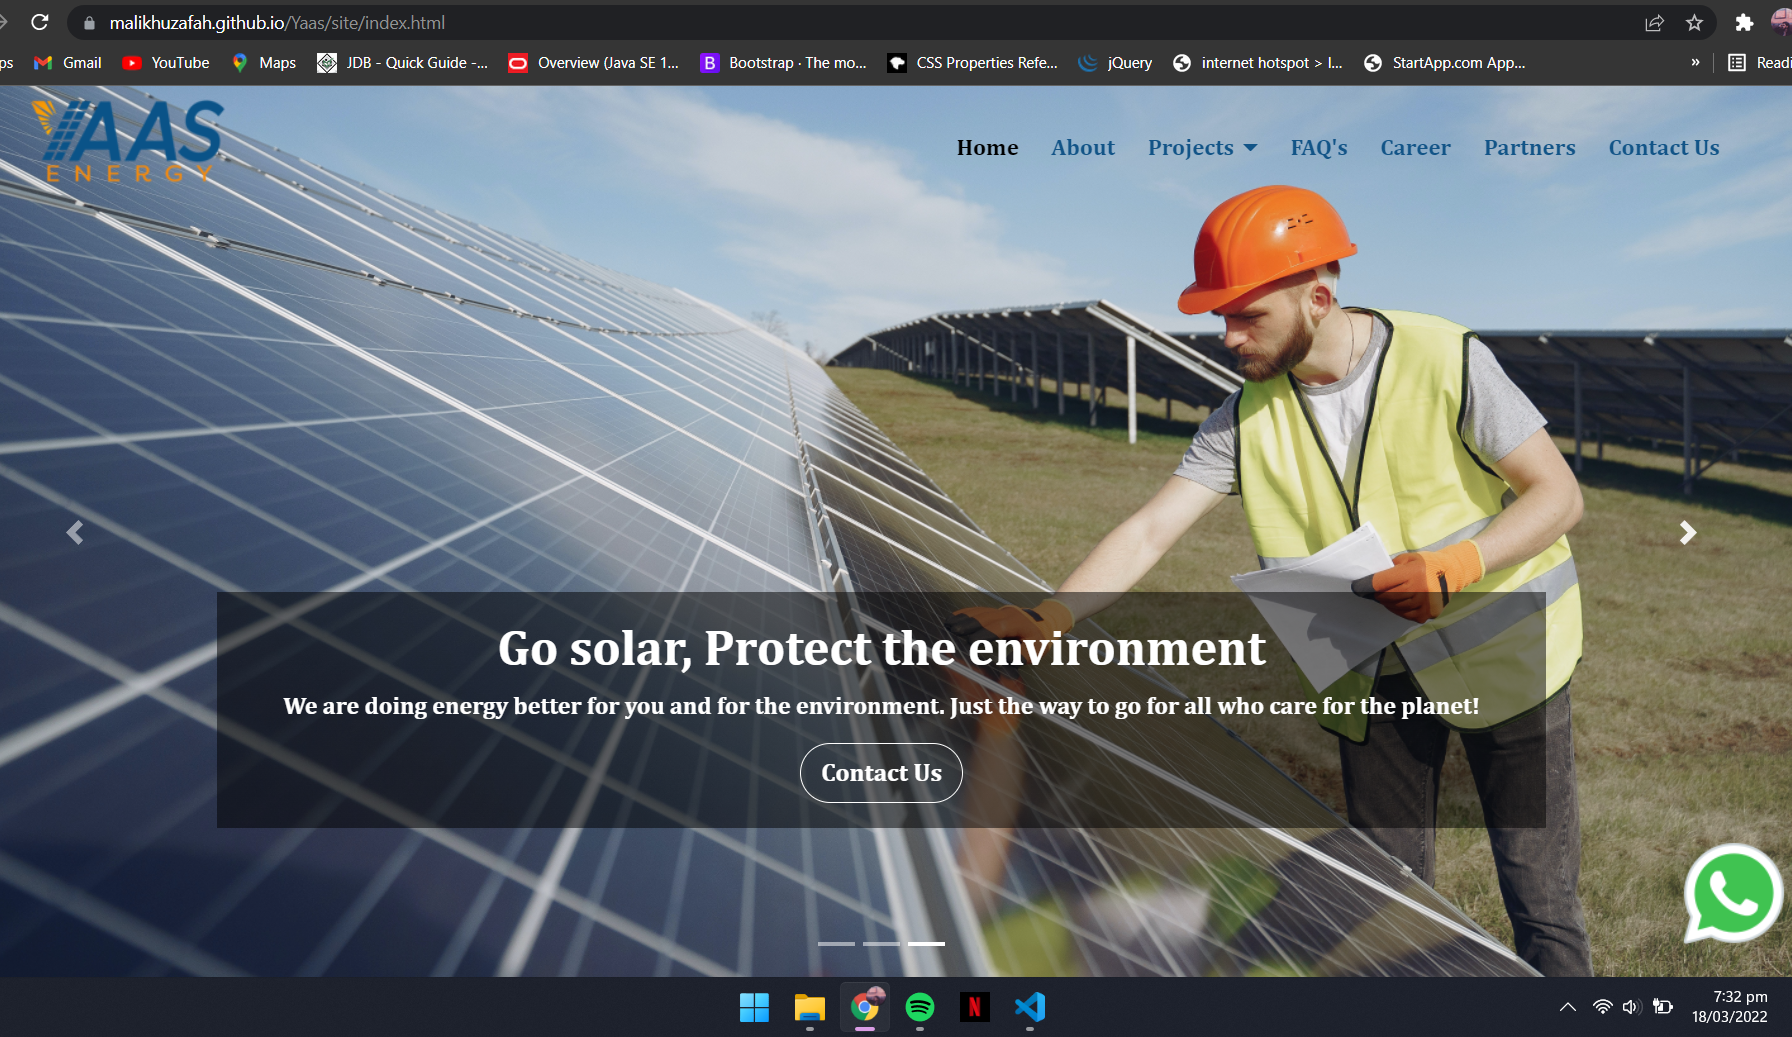 malikhuzafah.github.io/Yaas/site/index.html
ps Gmail YouTube Maps JDB - Quick Guide -... Overview (Java SE 1... Bootstrap · The mo... CSS Properties Refe... jQuery internet hotspot > I... StartApp.com App... » Readi
YAAS
ENERGY
Home About Projects FAQ's Career Partners Contact Us
Go solar, Protect the environment
We are doing energy better for you and for the environment. Just the way to go for all who care for the planet!
Contact Us
7:32 pm
18/03/2022